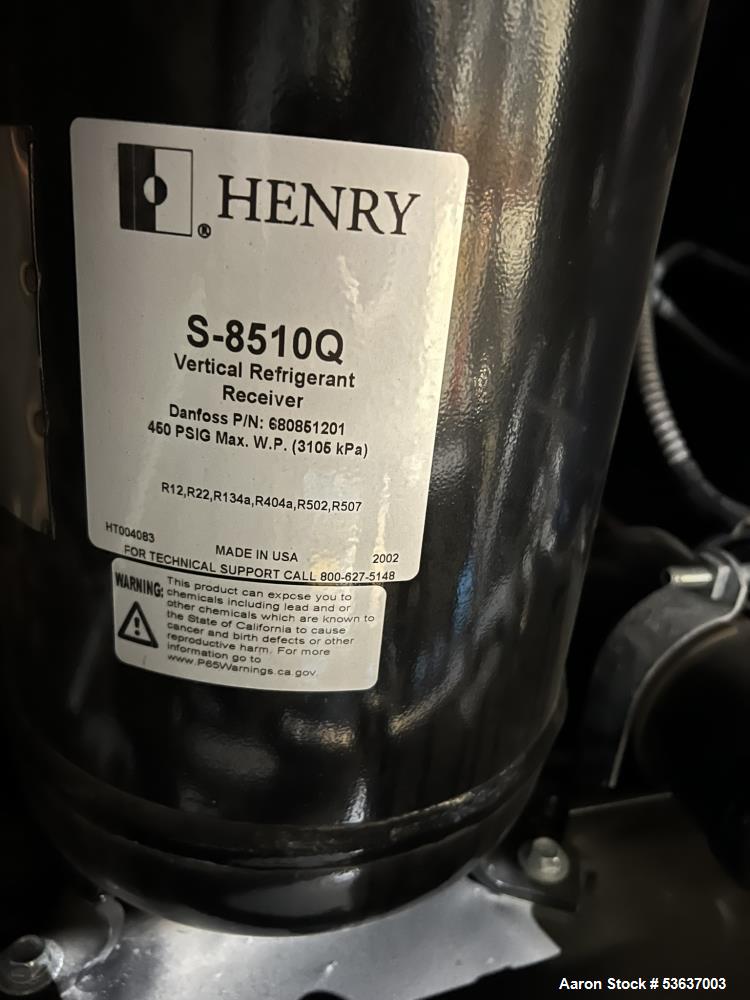 HENRY
®
S-8510Q
Vertical Refrigerant
Receiver
Danfoss P/N: 680851201
450 PSIG Max. W.P. (3105 kPa)
R12,R22,R134a,R404a,R502,R507
HT004083
MADE IN USA 2002
FOR TECHNICAL SUPPORT CALL 800-627-5148
WARNING: This product can expose you to
chemicals including lead and or
other chemicals which are known to
the State of California to cause
cancer and birth defects or other
reproductive harm. For more
information go to
www.P65Warnings.ca.gov
Aaron Stock # 53637003